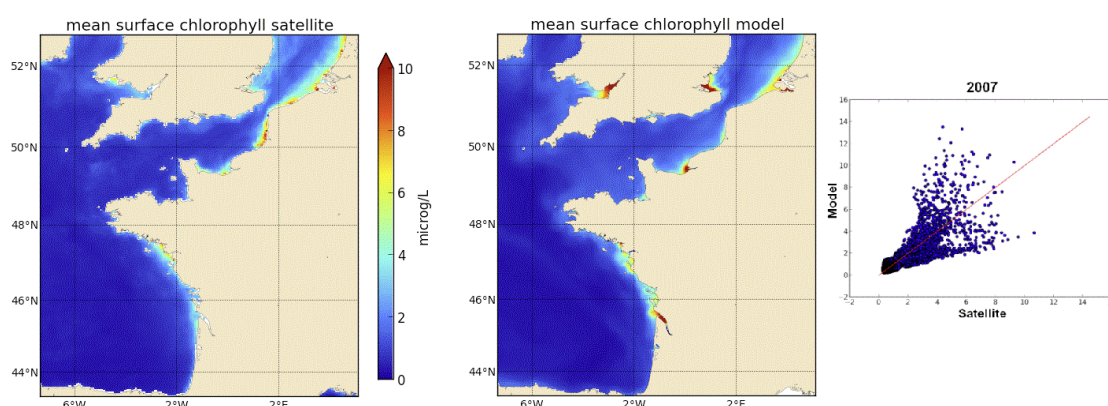 mean surface chlorophyll satellite
52°N
50°N
48°N
46°N
44°N
6°W
2°W
2°E
10
8
6
4
2
0
microg/L
mean surface chlorophyll model
52°N
50°N
48°N
46°N
44°N
6°W
2°W
2°E
2007
16
14
12
10
8
6
4
2
0
−2
Model
−2
0
2
4
6
8
10
12
14
16
Satellite